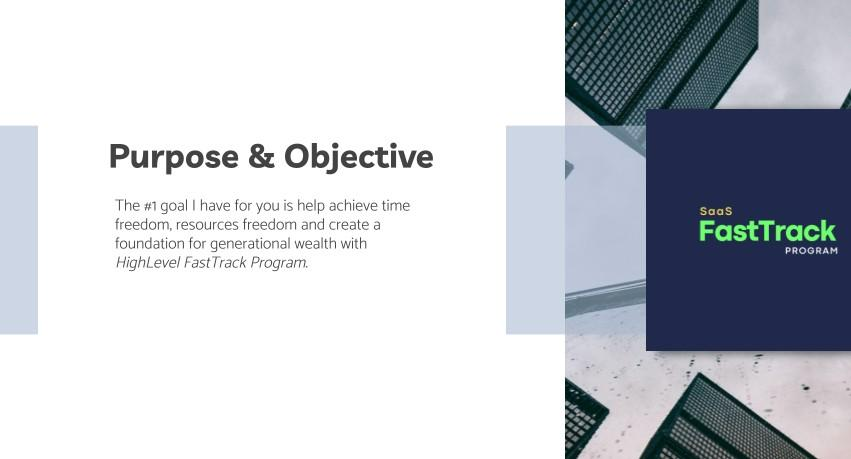 Purpose & Objective
The #1 goal I have for you is help achieve time
freedom, resources freedom and create a
foundation for generational wealth with
HighLevel FastTrack Program.
SaaS
FastTrack
PROGRAM